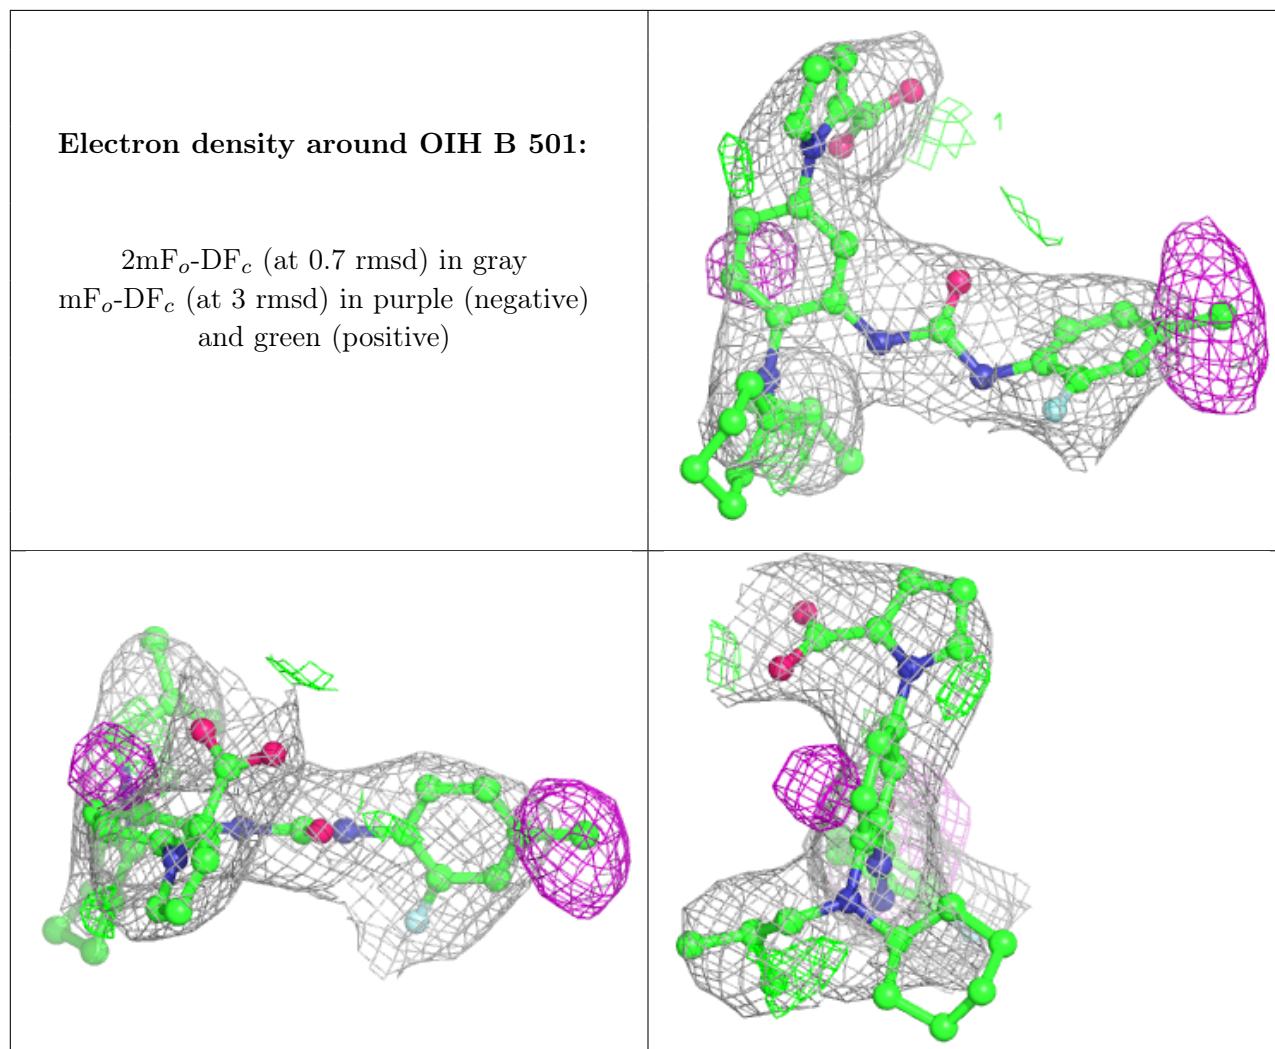 Electron density around OIH B 501:
2mFo-DFc (at 0.7 rmsd) in gray
mFo-DFc (at 3 rmsd) in purple (negative)
and green (positive)